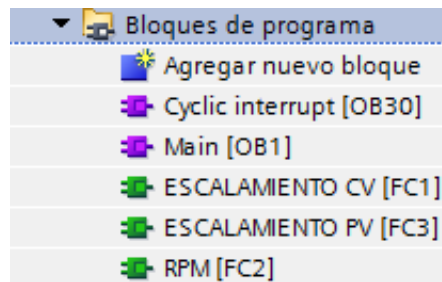 Bloques de programa
Agregar nuevo bloque
Cyclic interrupt [OB30]
Main [OB1]
ESCALAMIENTO CV [FC1]
ESCALAMIENTO PV [FC3]
RPM [FC2]